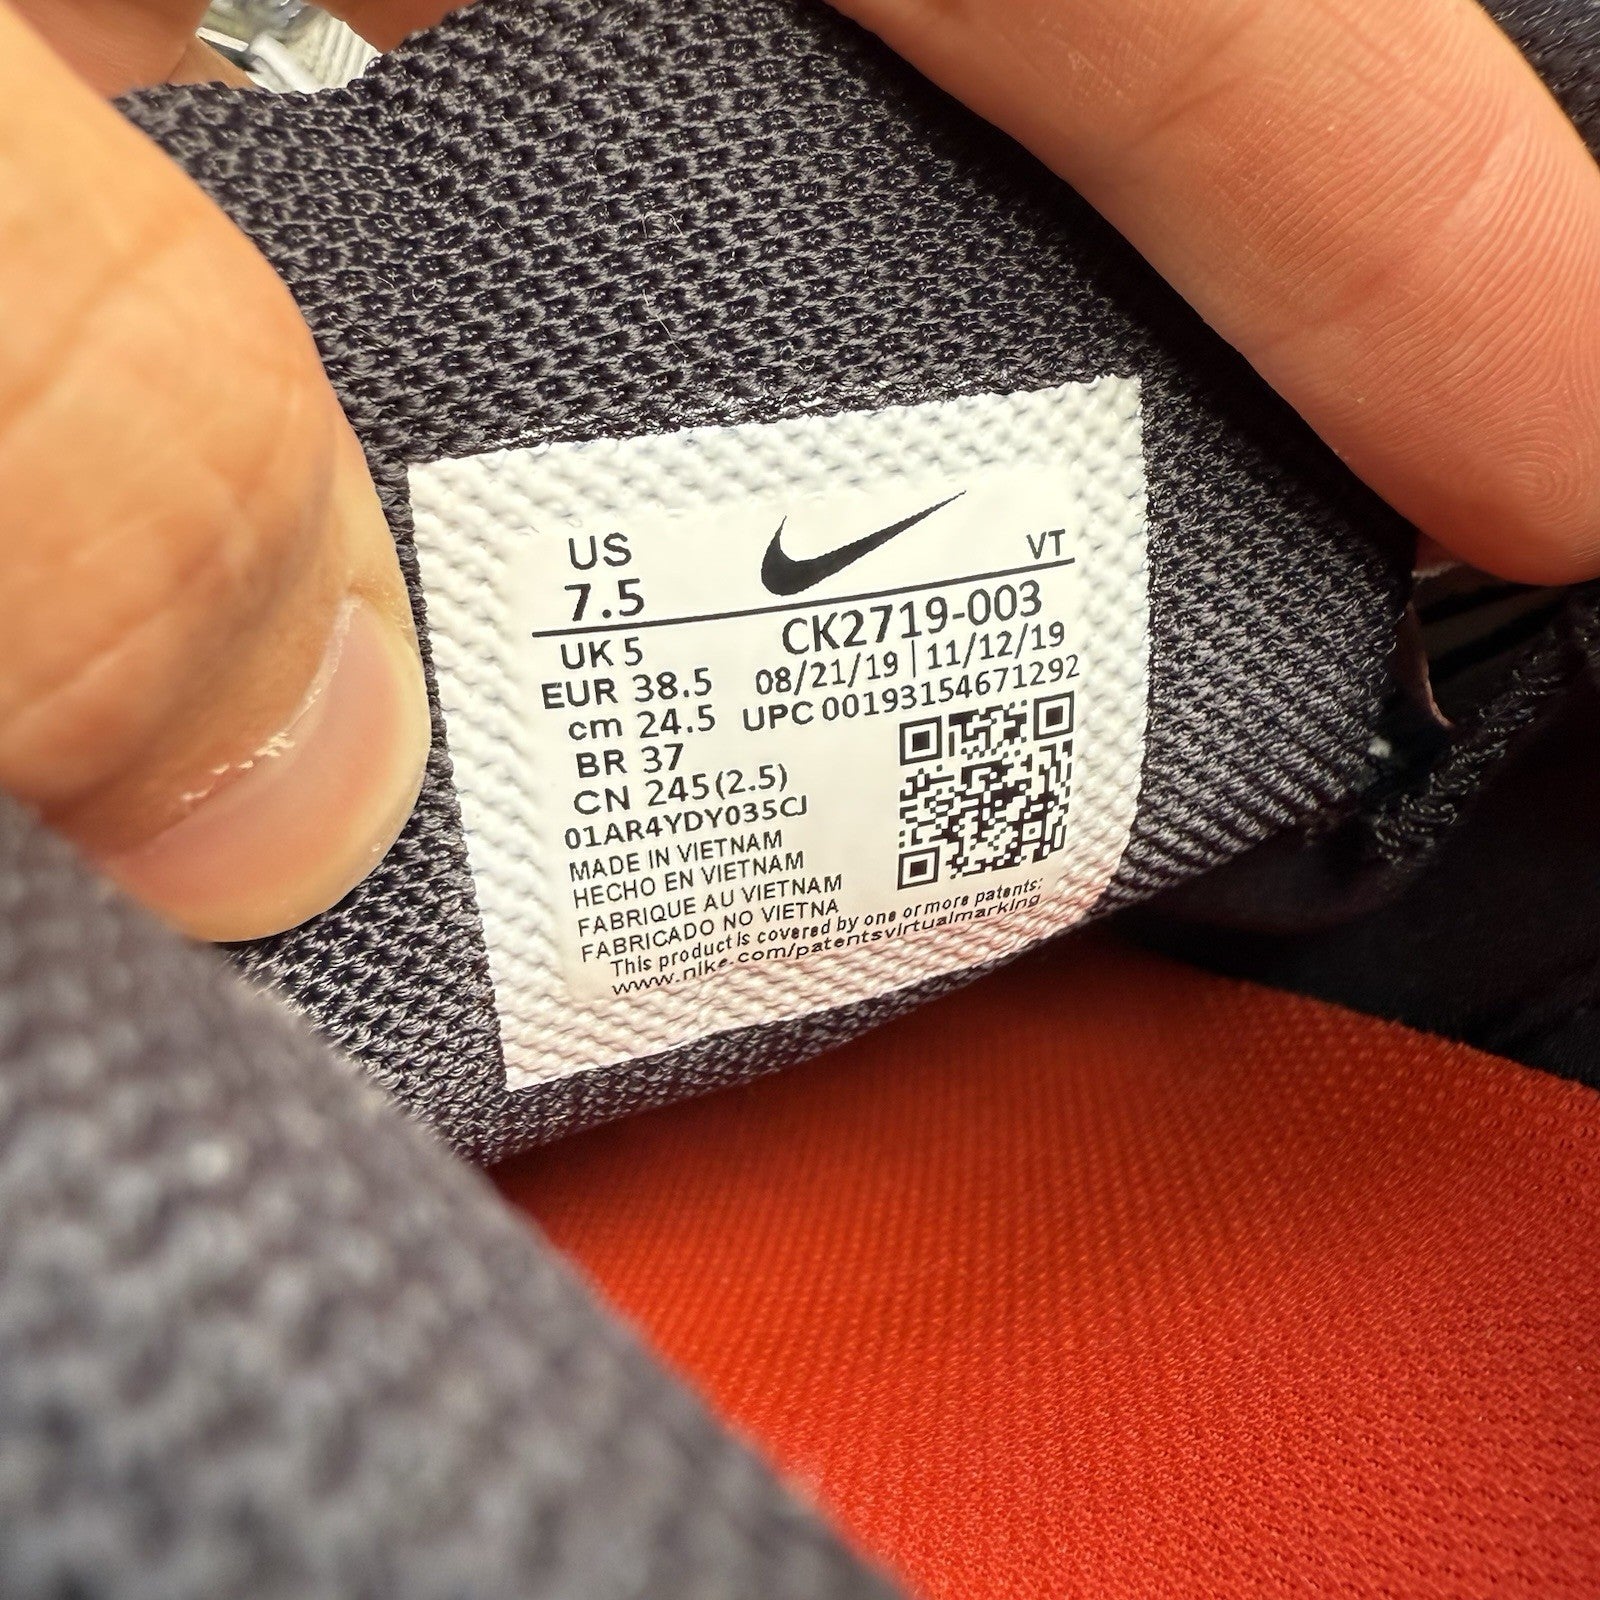 US
7.5
VT
UK 5
CK2719-003
EUR 38.5
08/21/19 | 11/12/19
cm 24.5
UPC 00193154671292
BR 37
CN 245(2.5)
01AR4YDY035CJ
MADE IN VIETNAM
HECHO EN VIETNAM
FABRIQUE AU VIETNAM
FABRICADO NO VIETNA
This product is covered by one or more patents:
www.nike.com/patentsvirtualmarking